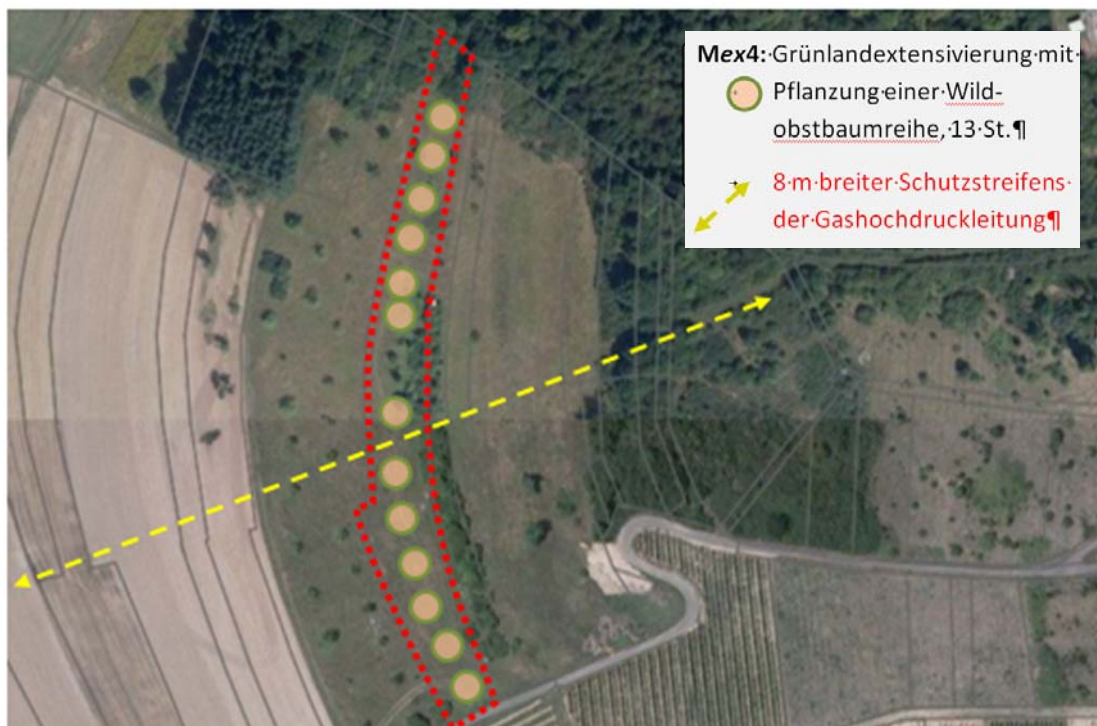 Mex4:·Grünlandextensivierung·mit·
Pflanzung·einer·Wild-
obstbaumreihe,·13·St.¶
8·m·breiter·Schutzstreifens·
der·Gashochdruckleitung¶